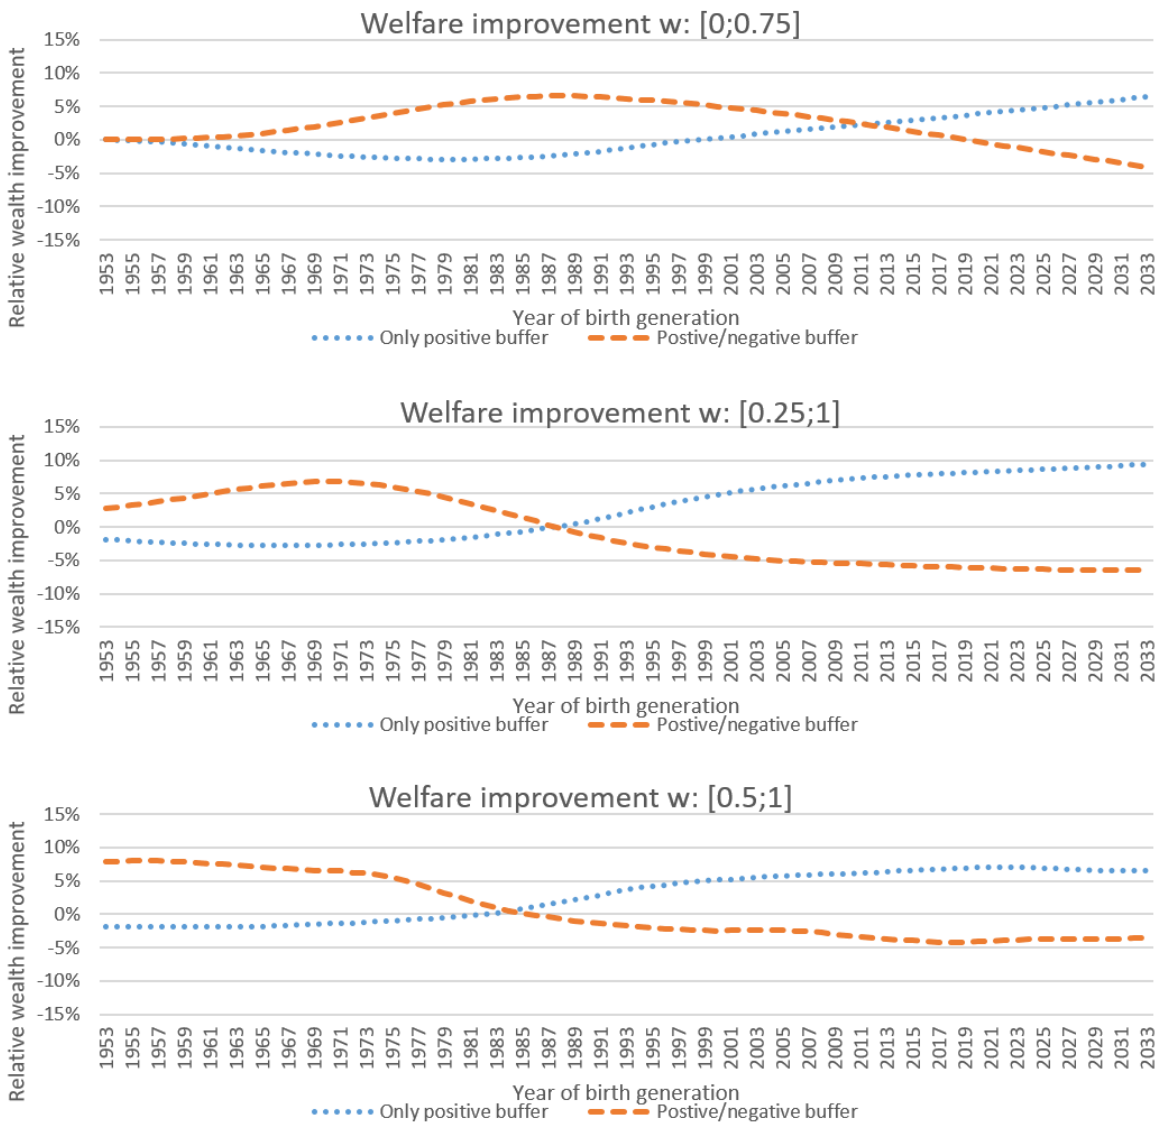 Welfare improvement w: [0;0.75]
Relative wealth improvement
15%
10%
5%
0%
-5%
-10%
-15%
1953 1955 1957 1959 1961 1963 1965 1967 1969 1971 1973 1975 1977 1979 1981 1983 1985 1987 1989 1991 1993 1995 1997 1999 2001 2003 2005 2007 2009 2011 2013 2015 2017 2019 2021 2023 2025 2027 2029 2031 2033
Year of birth generation
Only positive buffer Postive/negative buffer
Welfare improvement w: [0.25;1]
Relative wealth improvement
15%
10%
5%
0%
-5%
-10%
-15%
1953 1955 1957 1959 1961 1963 1965 1967 1969 1971 1973 1975 1977 1979 1981 1983 1985 1987 1989 1991 1993 1995 1997 1999 2001 2003 2005 2007 2009 2011 2013 2015 2017 2019 2021 2023 2025 2027 2029 2031 2033
Year of birth generation
Only positive buffer Postive/negative buffer
Welfare improvement w: [0.5;1]
Relative wealth improvement
15%
10%
5%
0%
-5%
-10%
-15%
1953 1955 1957 1959 1961 1963 1965 1967 1969 1971 1973 1975 1977 1979 1981 1983 1985 1987 1989 1991 1993 1995 1997 1999 2001 2003 2005 2007 2009 2011 2013 2015 2017 2019 2021 2023 2025 2027 2029 2031 2033
Year of birth generation
Only positive buffer Postive/negative buffer